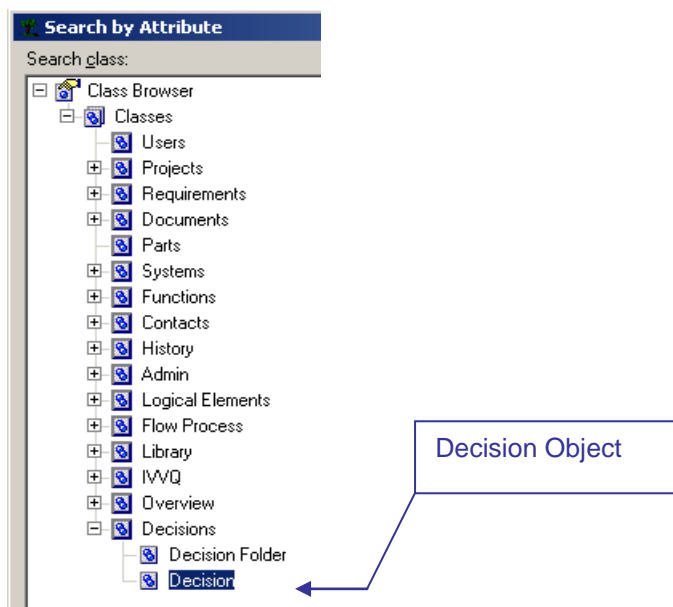 Search by Attribute
Search class:
Class Browser
Classes
Users
Projects
Requirements
Documents
Parts
Systems
Functions
Contacts
History
Admin
Logical Elements
Flow Process
Library
IVVQ
Overview
Decisions
Decision Folder
Decision
Decision Object